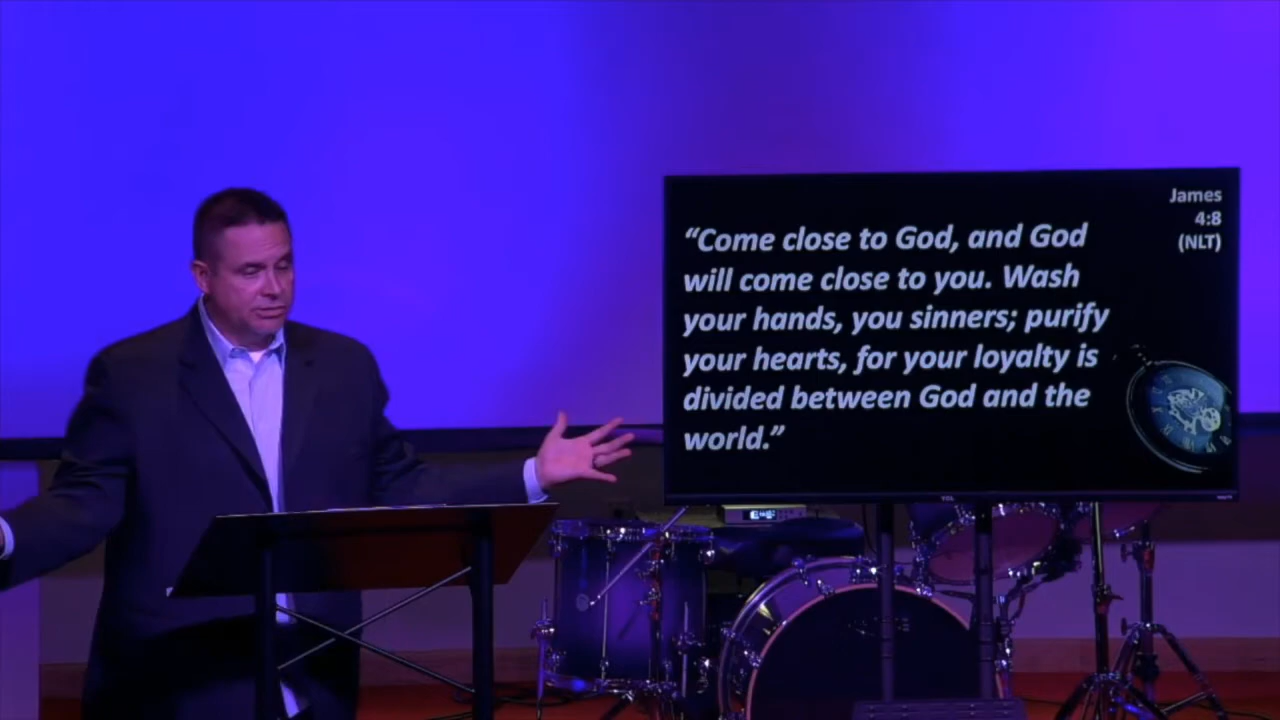 James
4:8
(NLT)
“Come close to God, and God
will come close to you. Wash
your hands, you sinners; purify
your hearts, for your loyalty is
divided between God and the
world.”
TCL